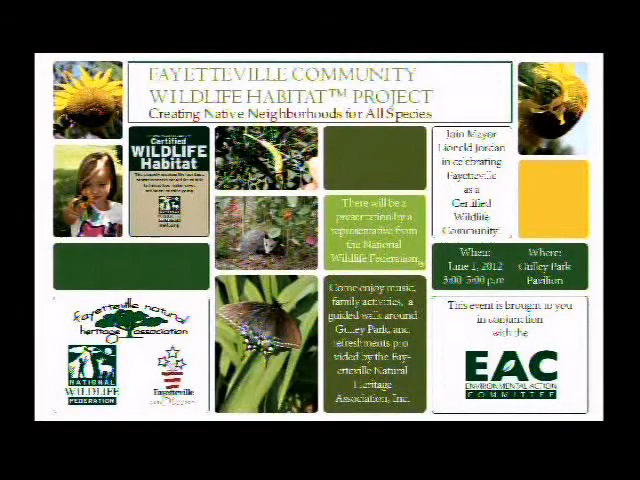 FAYETTEVILLE COMMUNITY
WILDLIFE HABITAT™ PROJECT
Creating Native Neighborhoods for All Species
Certified
WILDLIFE
Habitat
Join Mayor
Lioneld Jordan
in celebrating
Fayetteville
as a
Certified
Wildlife
Community!
There will be a
presentation by a
representative from
the National
Wildlife Federation.
When:
June 1, 2012
3:00-5:00 p.m
Where:
Gulley Park
Pavilion
Come enjoy music,
family activities, a
guided walk around
Gulley Park, and
refreshments pro
vided by the Fay-
etteville Natural
Heritage
Association, Inc.
fayetteville natural
heritage association
NATIONAL
WILDLIFE
FEDERATION
Fayetteville
This event is brought to you
in conjunction
with the
EAC
ENVIRONMENTAL ACTION
COMMITTEE